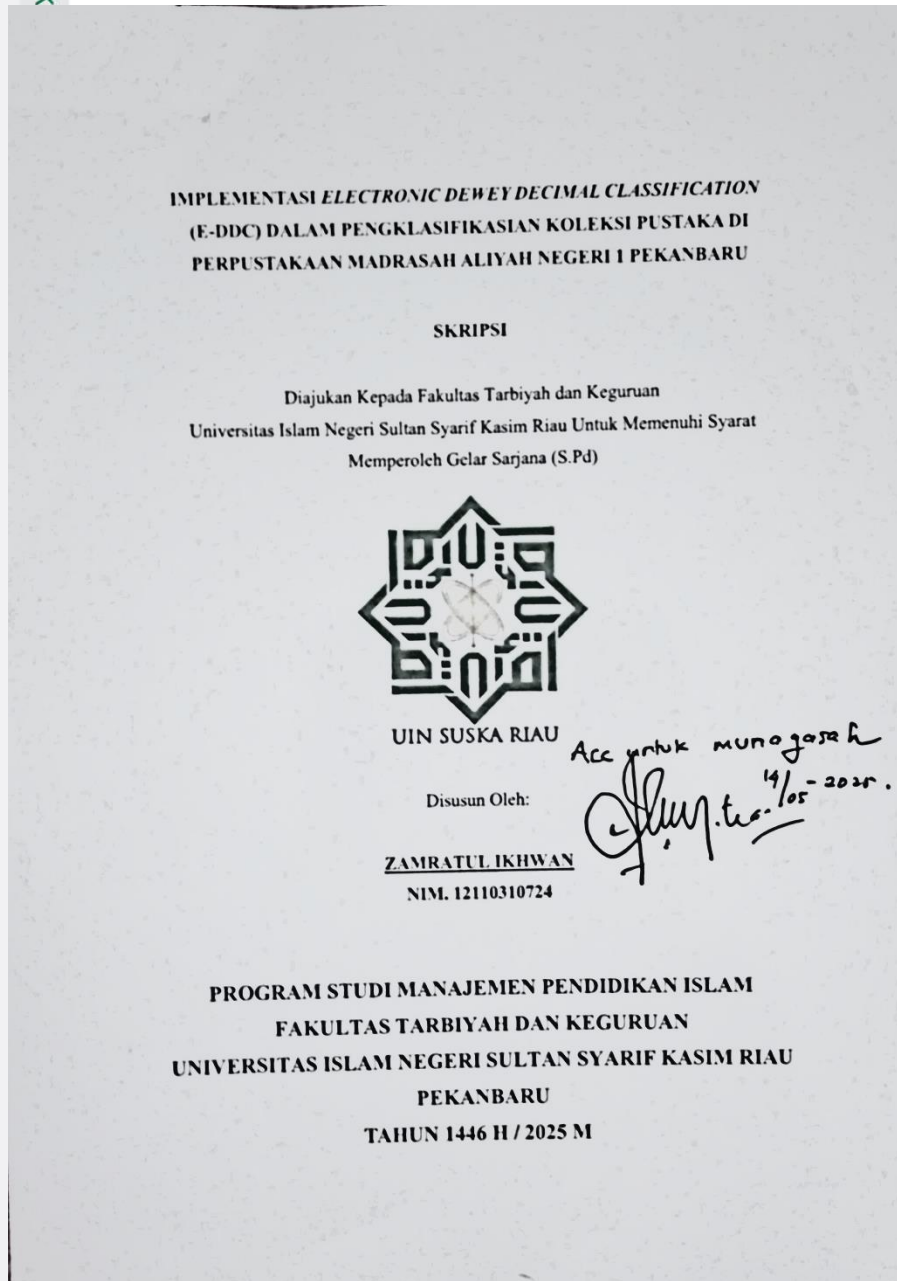 IMPLEMENTASI ELECTRONIC DEWEY DECIMAL CLASSIFICATION
(E-DDC) DALAM PENGKLASIFIKASIAN KOLEKSI PUSTAKA DI
PERPUSTAKAAN MADRASAH ALIYAH NEGERI 1 PEKANBARU
SKRIPSI
Diajukan Kepada Fakultas Tarbiyah dan Keguruan
Universitas Islam Negeri Sultan Syarif Kasim Riau Untuk Memenuhi Syarat
Memperoleh Gelar Sarjana (S.Pd)
UIN SUSKA RIAU
Acc untuk munaqasah
14/05-2025.
Disusun Oleh:
ZAMRATUL IKHWAN
NIM. 12110310724
PROGRAM STUDI MANAJEMEN PENDIDIKAN ISLAM
FAKULTAS TARBIYAH DAN KEGURUAN
UNIVERSITAS ISLAM NEGERI SULTAN SYARIF KASIM RIAU
PEKANBARU
TAHUN 1446 H / 2025 M